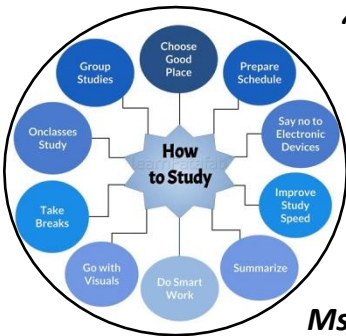 Choose
Good
Place
Prepare
Schedule
Say no to
Electronic
Devices
Improve
Study
Speed
Summarize
Do Smart
Work
Go with
Visuals
Take
Breaks
Onclasses
Study
Group
Studies
How
to Study
Ms